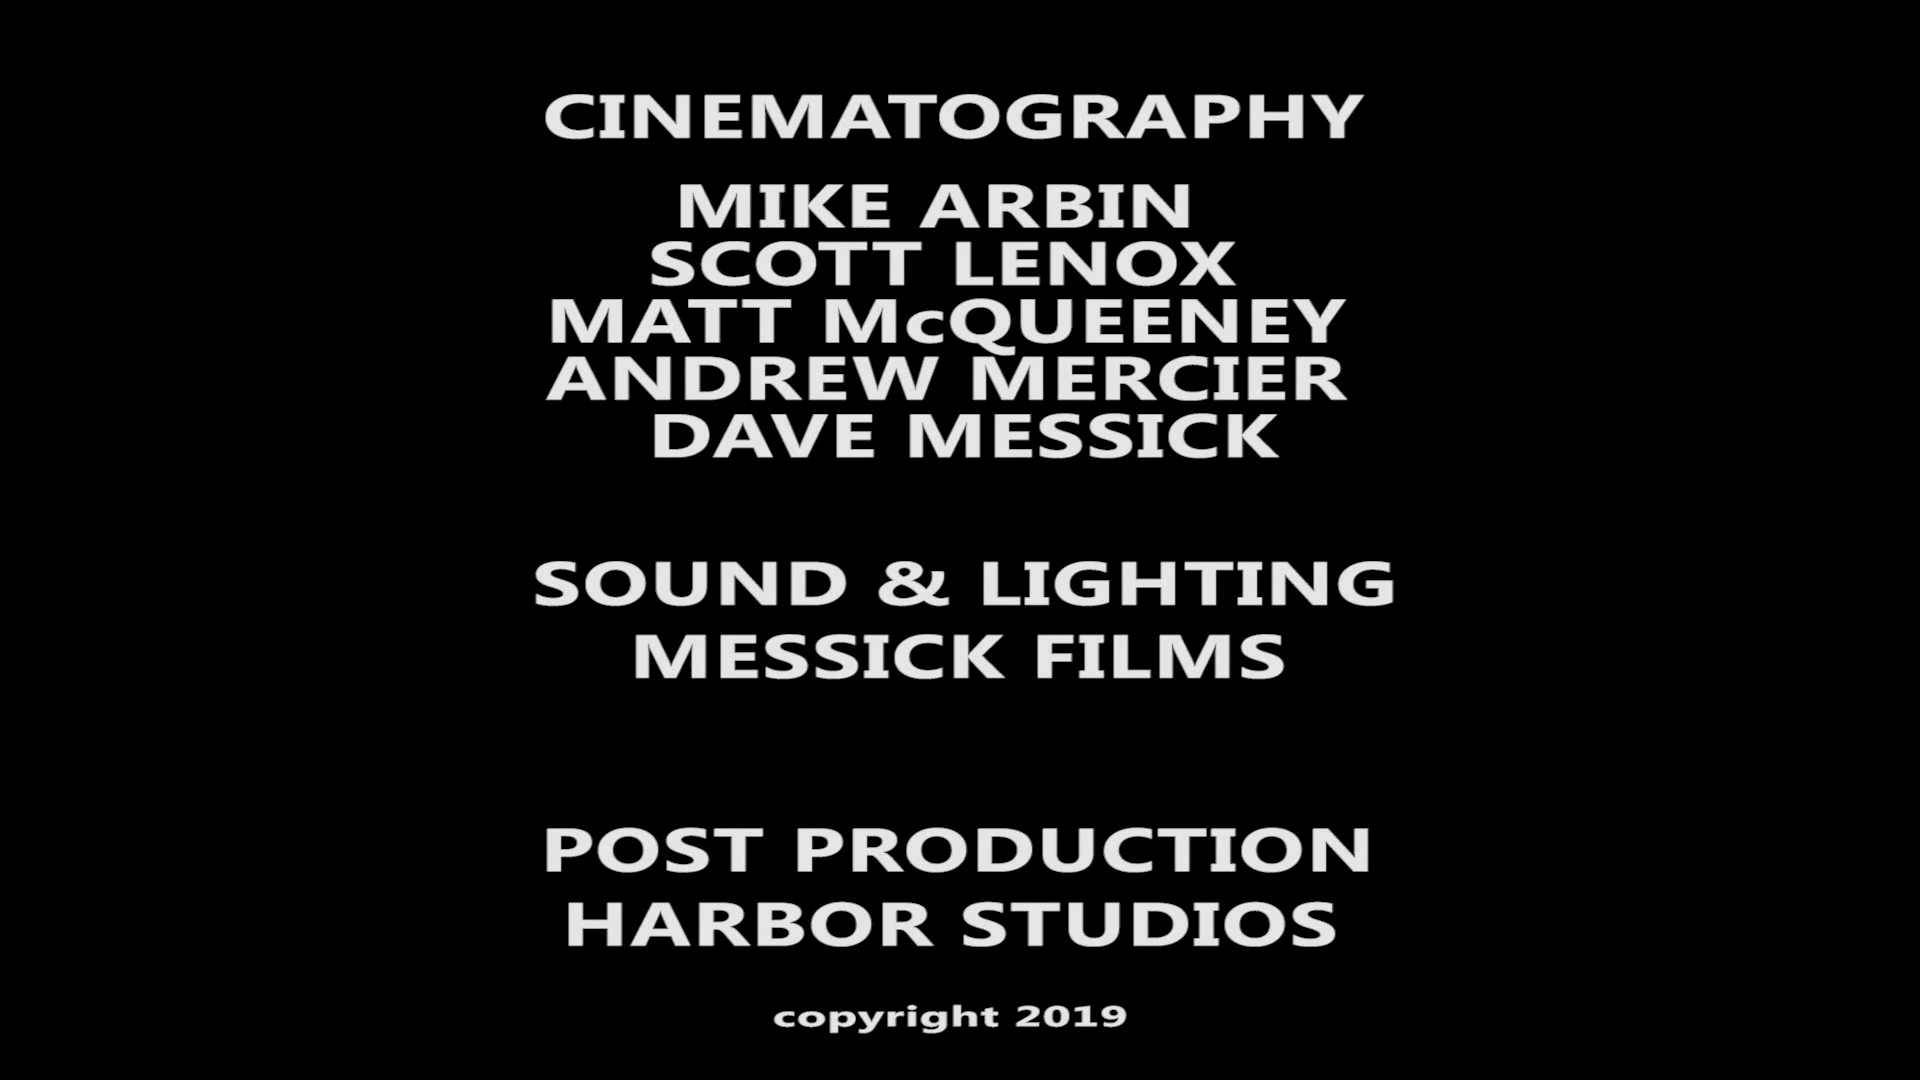 CINEMATOGRAPHY
MIKE ARBIN
SCOTT LENOX
MATT McQUEENEY
ANDREW MERCIER
DAVE MESSICK
SOUND & LIGHTING
MESSICK FILMS
POST PRODUCTION
HARBOR STUDIOS
copyright 2019